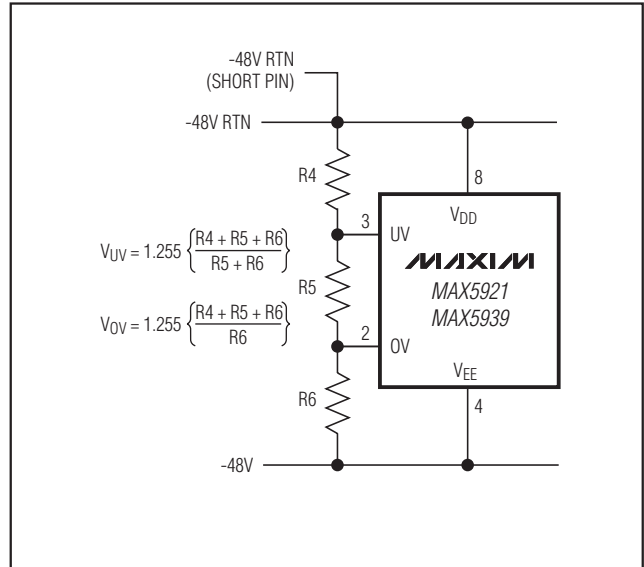 -48V RTN
(SHORT PIN)
-48V RTN
R4
8
VDD
3
UV
VUV = 1.255 {R4 + R5 + R6 / R5 + R6}
MAXIM
R5
MAX5921
MAX5939
VOV = 1.255 {R4 + R5 + R6 / R6}
2
OV
VEE
R6
4
-48V